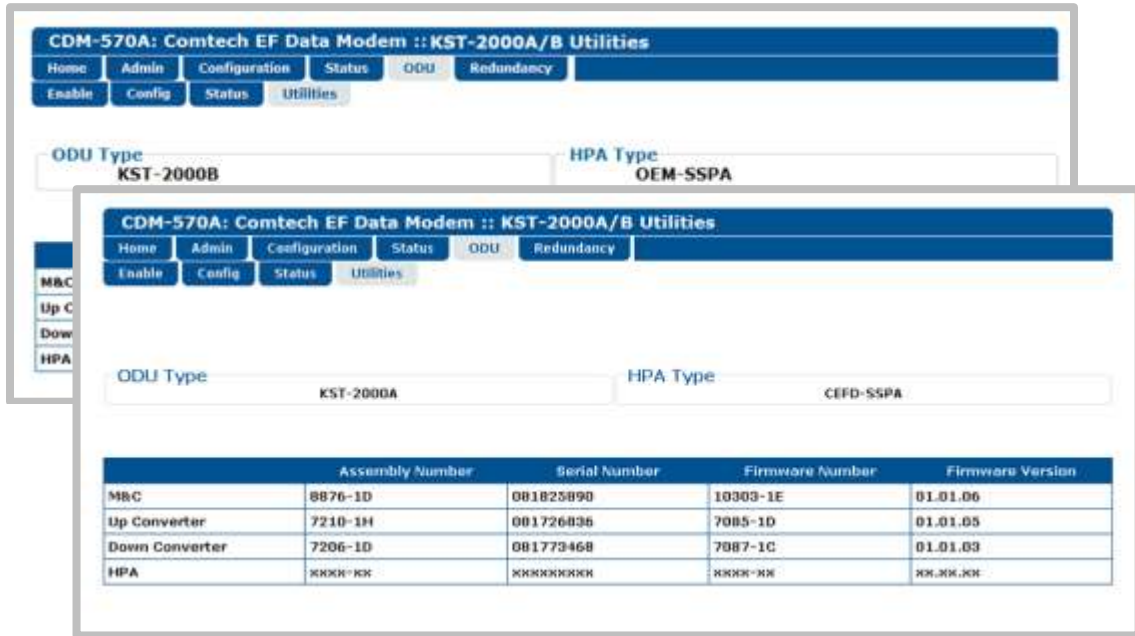 CDM-570A: Comtech EF Data Modem :: KST-2000A/B Utilities
Home Admin Configuration Status ODU Redundancy
Enable Config Status Utilities
ODU Type HPA Type
KST-2000B OEM-SSPA
M&C
Up C
Dow
HPA
CDM-570A: Comtech EF Data Modem :: KST-2000A/B Utilities
Home Admin Configuration Status ODU Redundancy
Enable Config Status Utilities
ODU Type HPA Type
KST-2000A CEFD-SSPA
Assembly Number Serial Number Firmware Number Firmware Version
M&C 8876-1D 081825890 10303-1E 01.01.06
Up Converter 7210-1H 081726836 7085-1D 01.01.05
Down Converter 7206-1D 081773468 7087-1C 01.01.03
HPA xxxx-xx xxxxxxxxx xxxx-xx xx.xx.xx